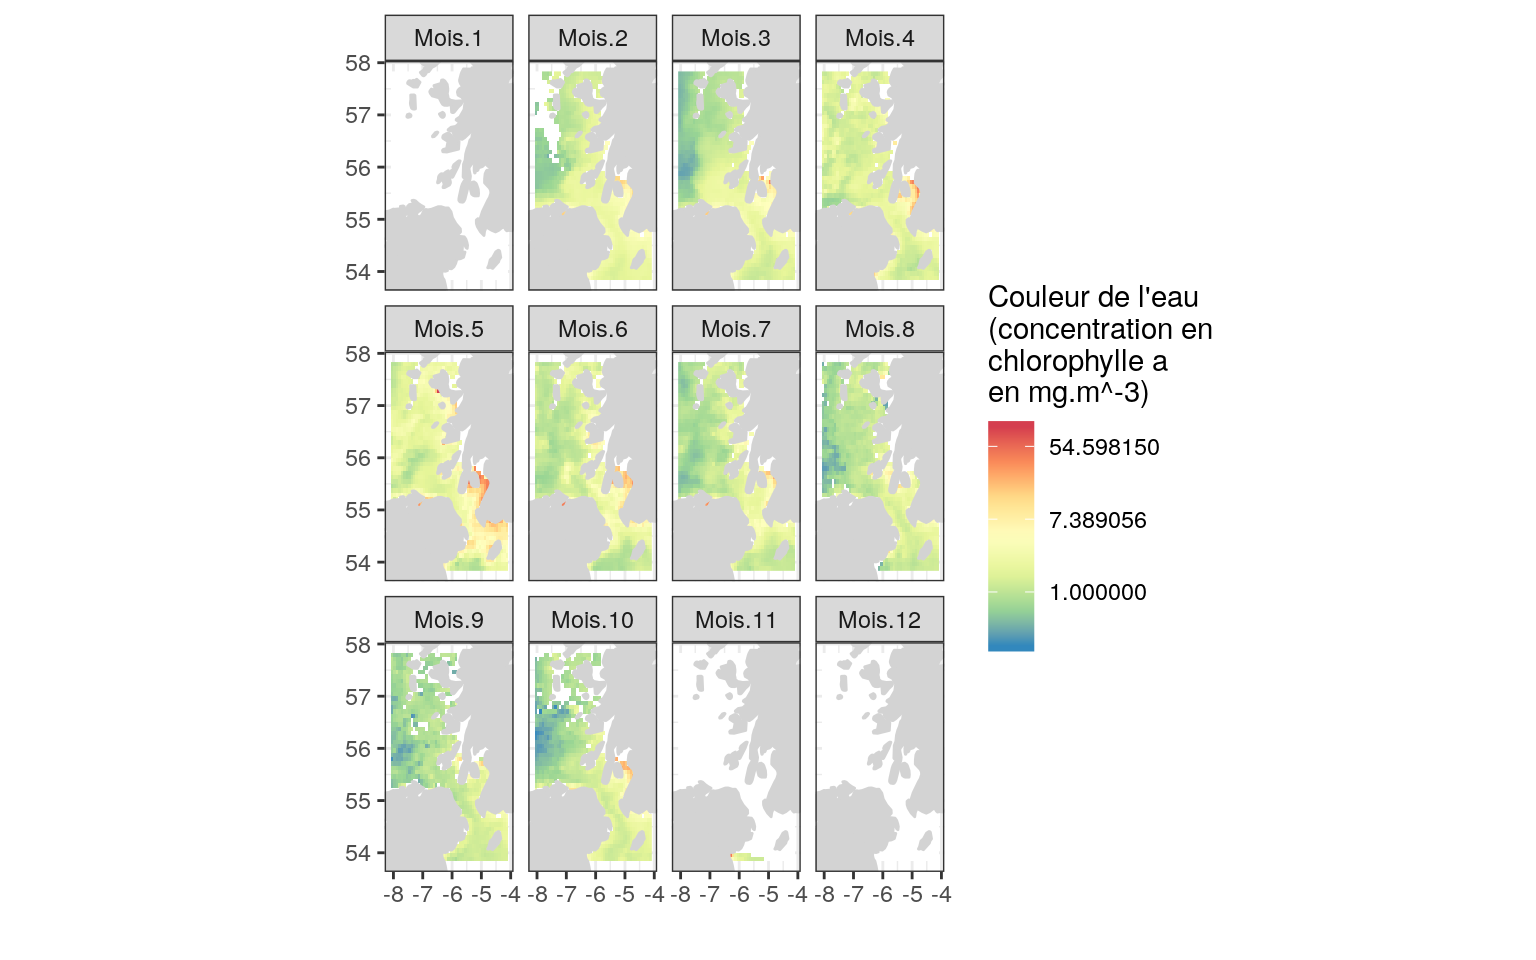 Mois.1 Mois.2 Mois.3 Mois.4
58
57
56
55
54
Mois.5 Mois.6 Mois.7 Mois.8
58
57
56
55
54
Mois.9 Mois.10 Mois.11 Mois.12
58
57
56
55
54
-8 -7 -6 -5 -4 -8 -7 -6 -5 -4 -8 -7 -6 -5 -4 -8 -7 -6 -5 -4
Couleur de l'eau
(concentration en
chlorophylle a
en mg.m^-3)
54.598150
7.389056
1.000000